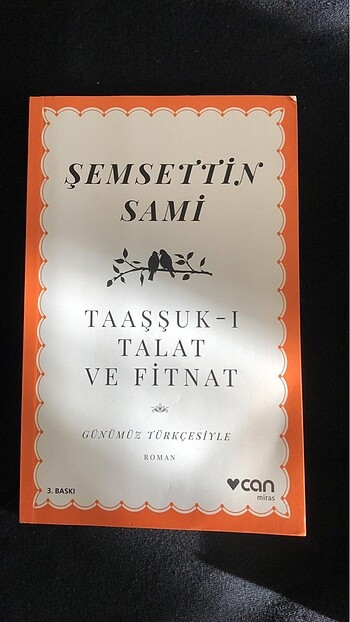 ŞEMSETTİN
SAMİ
TAAŞŞUK-I
TALAT
VE FİTNAT
GÜNÜMÜZ TÜRKÇESİYLE
ROMAN
3. BASKI
can
miras